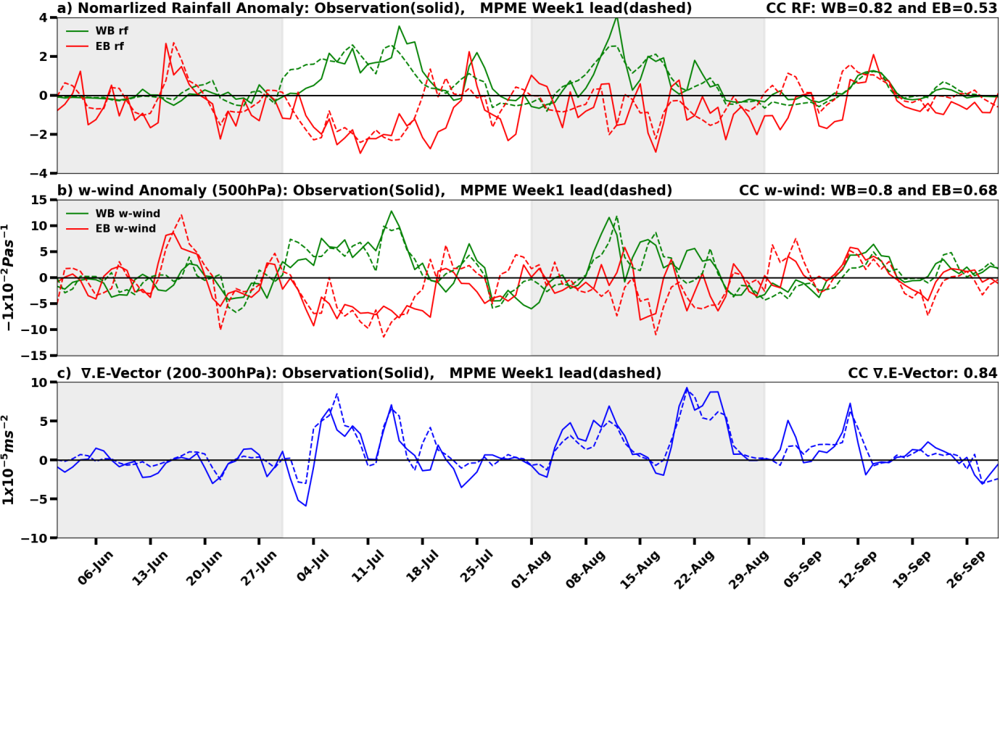 a) Nomarlized Rainfall Anomaly: Observation(solid),   MPME Week1 lead(dashed)   CC RF: WB=0.82 and EB=0.53
4
2
0
−2
−4
WB rf
EB rf
b) w-wind Anomaly (500hPa): Observation(Solid),   MPME Week1 lead(dashed)   CC w-wind: WB=0.8 and EB=0.68
−1x10⁻²Pas⁻¹
15
10
5
0
−5
−10
−15
WB w-wind
EB w-wind
c)  ∇.E-Vector (200-300hPa): Observation(Solid),   MPME Week1 lead(dashed)   CC ∇.E-Vector: 0.84
1x10⁻⁵ms⁻²
10
5
0
−5
−10
06-Jun
13-Jun
20-Jun
27-Jun
04-Jul
11-Jul
18-Jul
25-Jul
01-Aug
08-Aug
15-Aug
22-Aug
29-Aug
05-Sep
12-Sep
19-Sep
26-Sep